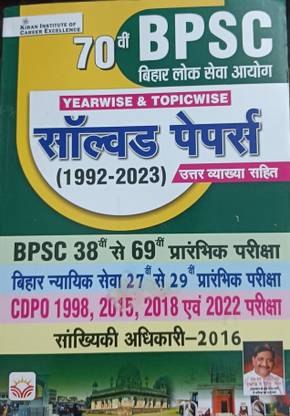 KIRAN INSTITUTE OF
CAREER EXCELLENCE
70वीं BPSC
बिहार लोक सेवा आयोग
YEARWISE & TOPICWISE
सॉल्वड पेपर्स
(1992-2023) उत्तर व्याख्या सहित
BPSC 38वीं से 69वीं प्रारंभिक परीक्षा
बिहार न्यायिक सेवा 27वीं से 29वीं प्रारंभिक परीक्षा
CDPO 1998, 2015, 2018 एवं 2022 परीक्षा
सांख्यिकी अधिकारी–2016